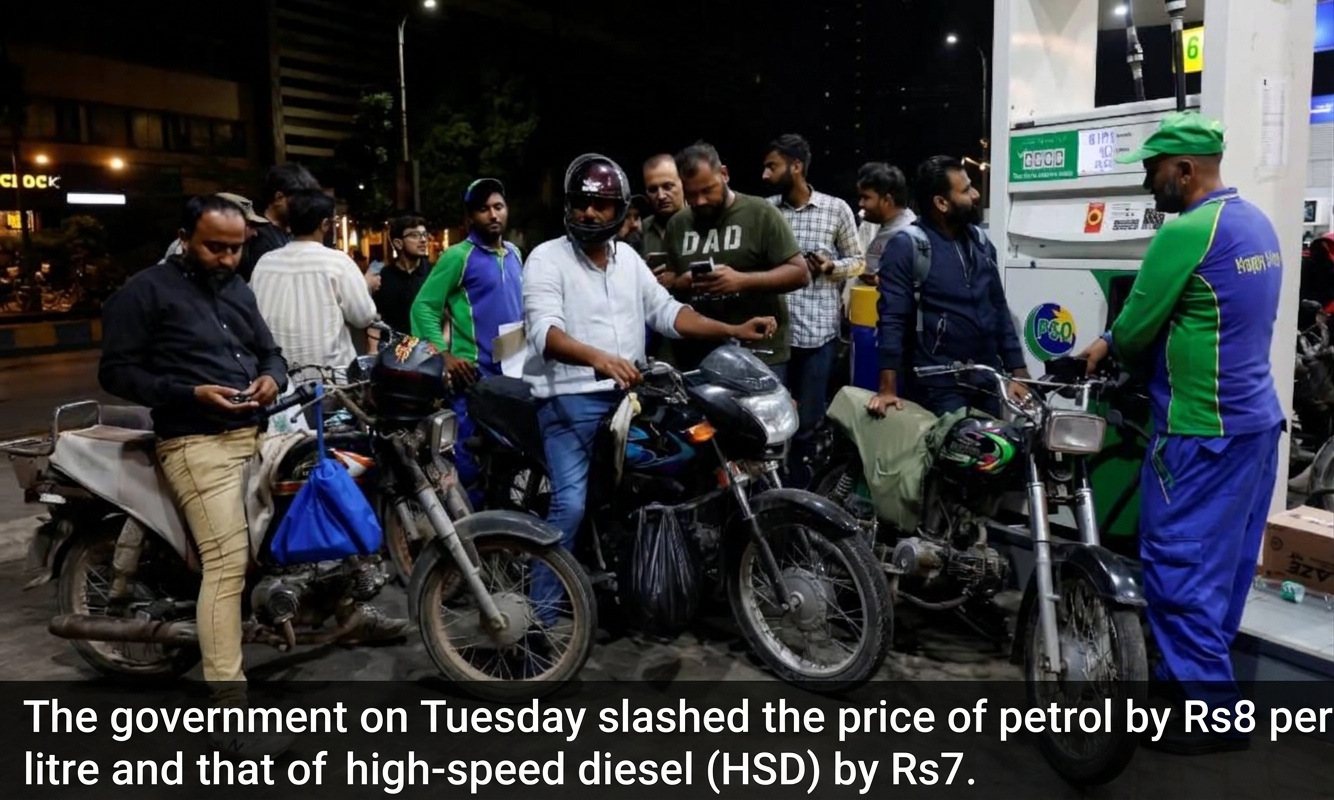 CLOCK
6
DAD
PSO
The government on Tuesday slashed the price of petrol by Rs8 per
litre and that of high-speed diesel (HSD) by Rs7.